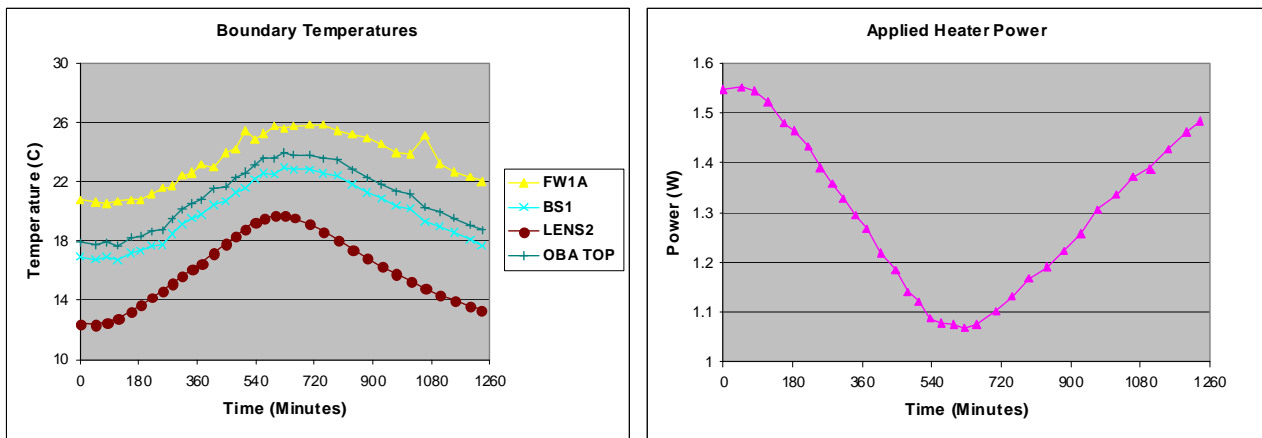 Boundary Temperatures
30
26
22
18
14
10
Temperature (C)
0 180 360 540 720 900 1080 1260
Time (Minutes)
FW1A
BS1
LENS2
OBA TOP
Applied Heater Power
1.6
1.5
1.4
1.3
1.2
1.1
1
Power (W)
0 180 360 540 720 900 1080 1260
Time (Minutes)